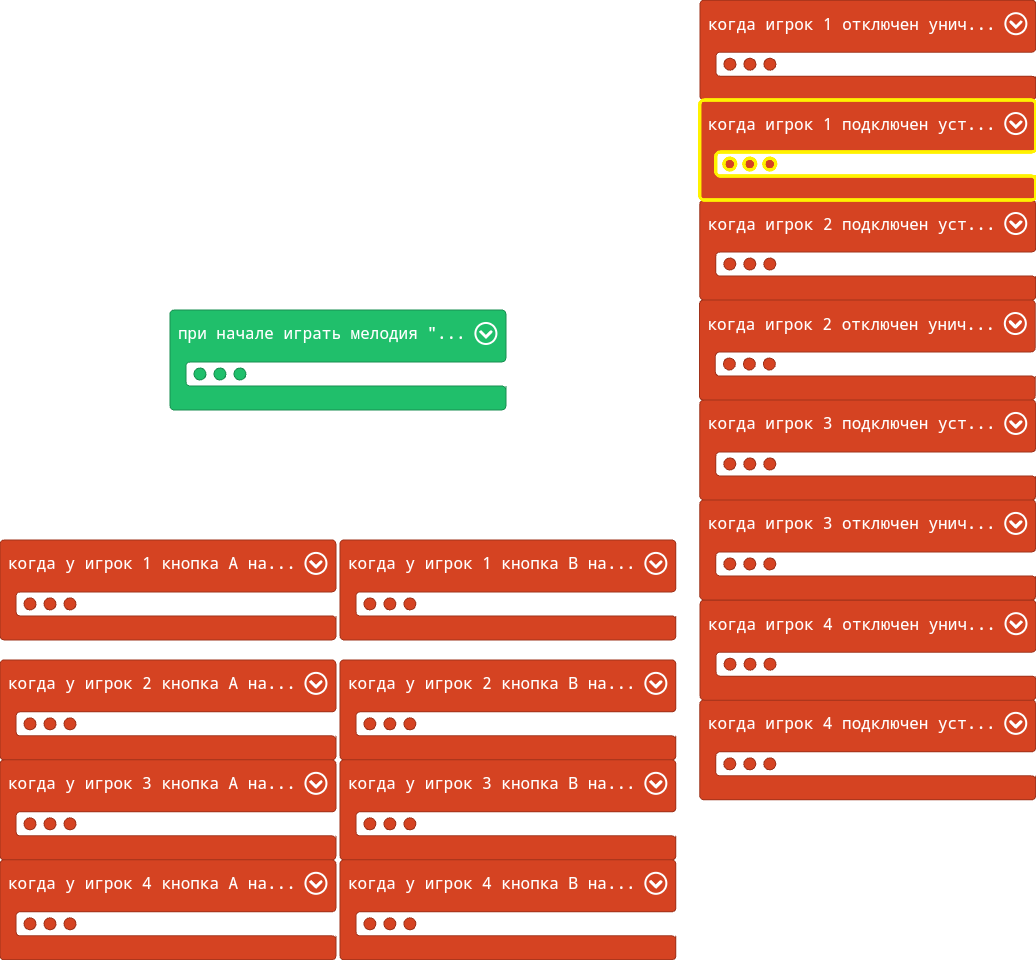 когда игрок 1 отключен унич...
когда игрок 1 подключен уст...
когда игрок 2 подключен уст...
когда игрок 2 отключен унич...
когда игрок 3 подключен уст...
когда игрок 3 отключен унич...
когда игрок 4 отключен унич...
когда игрок 4 подключен уст...
при начале играть мелодия "...
когда у игрок 1 кнопка A на...
когда у игрок 1 кнопка B на...
когда у игрок 2 кнопка A на...
когда у игрок 2 кнопка B на...
когда у игрок 3 кнопка A на...
когда у игрок 3 кнопка B на...
когда у игрок 4 кнопка A на...
когда у игрок 4 кнопка B на...